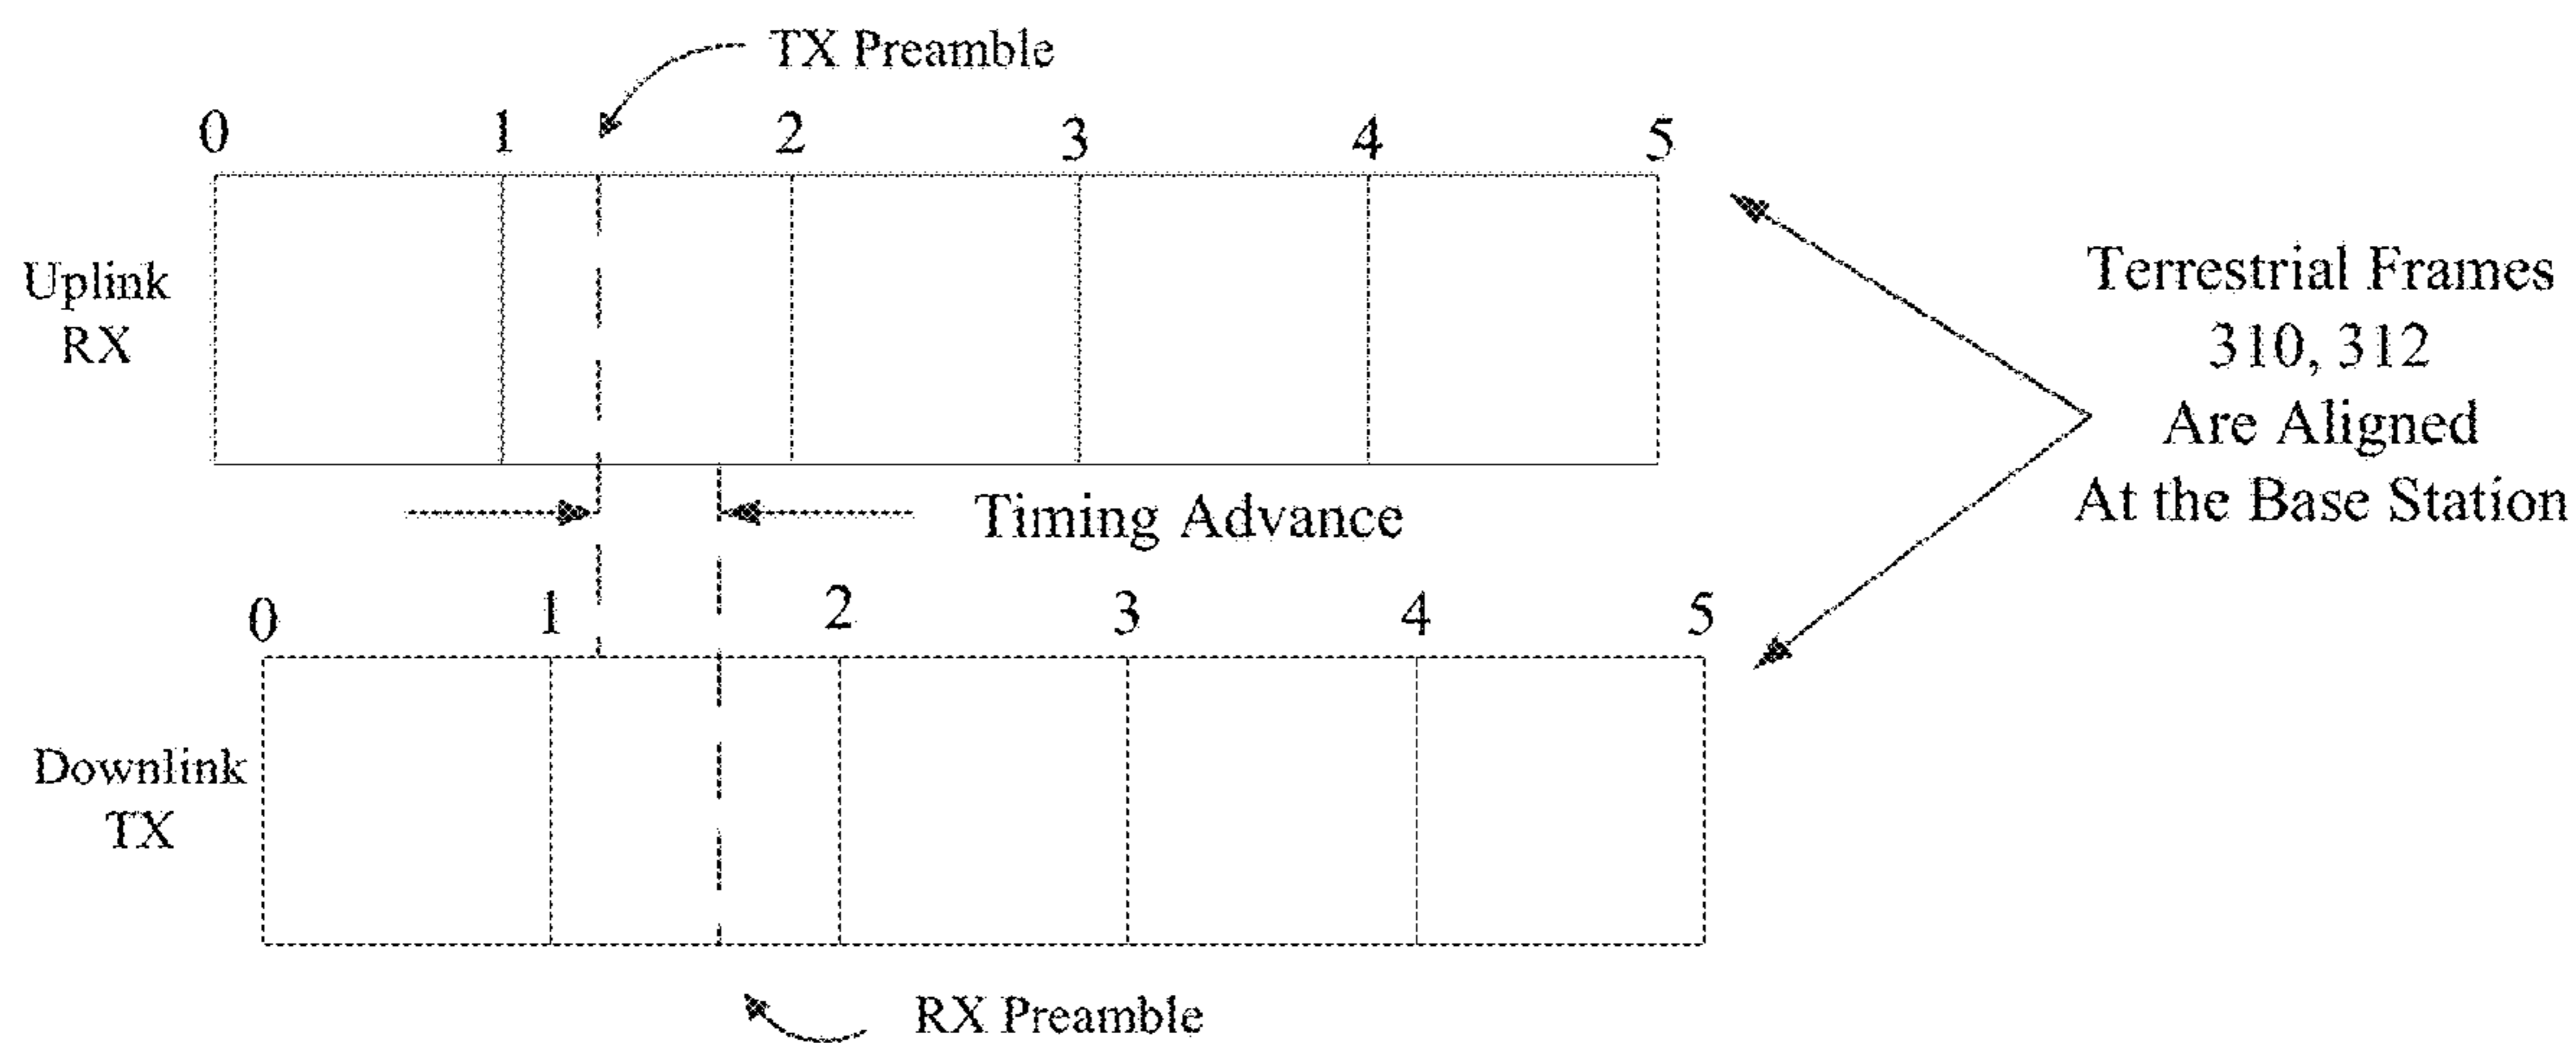 TX Preamble
0 1 2 3 4 5
Uplink
RX
Terrestrial Frames
310, 312
Are Aligned
At the Base Station
Timing Advance
0 1 2 3 4 5
Downlink
TX
RX Preamble